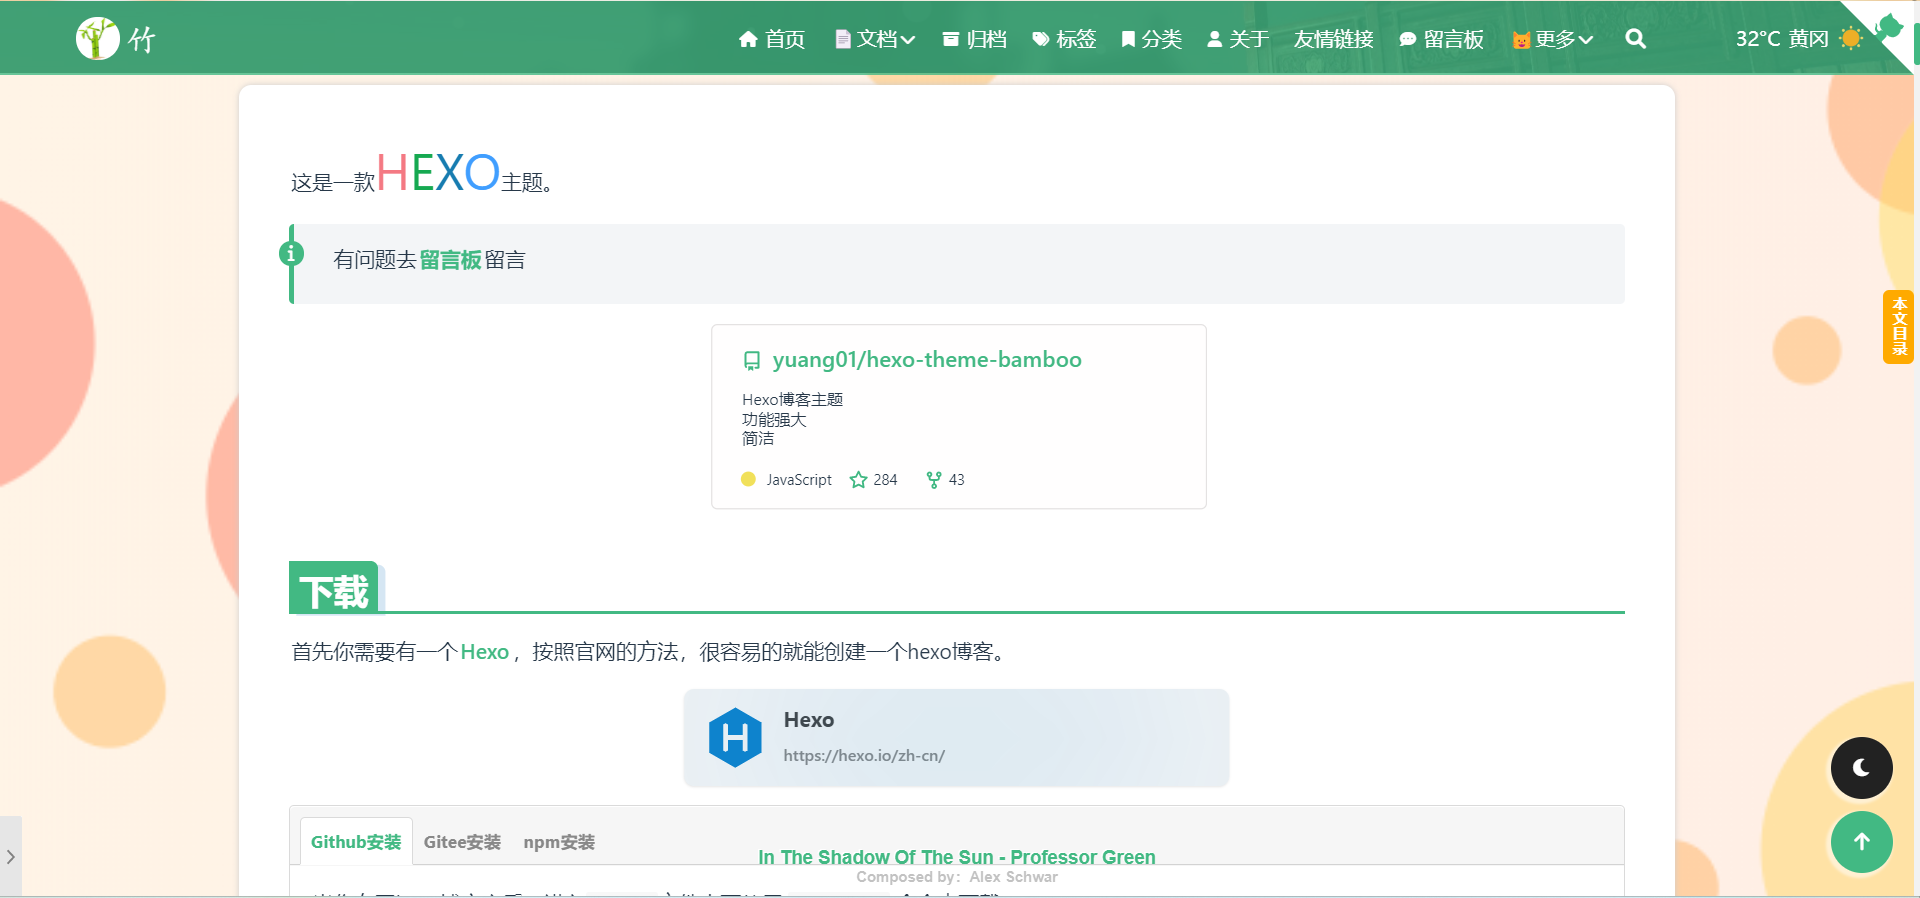 竹
首页 文档 归档 标签 分类 关于 友情链接 留言板 更多 32°C 黄冈
这是一款HEXO主题。
有问题去留言板留言
本文目录
yuang01/hexo-theme-bamboo
Hexo博客主题
功能强大
简洁
JavaScript 284 43
下载
首先你需要有一个Hexo，按照官网的方法，很容易的就能创建一个hexo博客。
Hexo
https://hexo.io/zh-cn/
Github安装 Gitee安装 npm安装
In The Shadow Of The Sun - Professor Green
Composed by：Alex Schwar